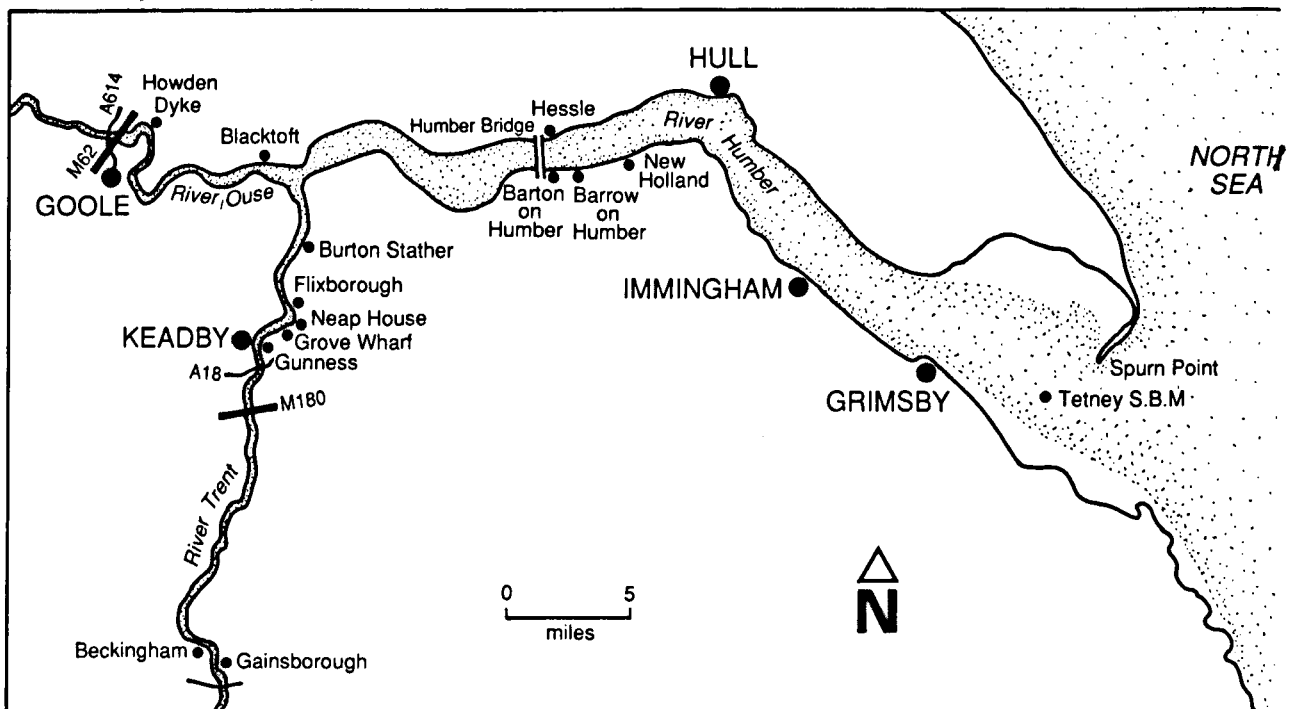 HULL
A614
Howden
Dyke
Hessle
Humber Bridge
River
Humber
Blacktoft
M62
NORTH
SEA
New
Holland
GOOLE
River Ouse
Barton
on
Humber
Barrow
on
Humber
Burton Stather
IMMINGHAM
Flixborough
Neap House
KEADBY
Grove Wharf
Gunness
A18
Spurn Point
M180
GRIMSBY
Tetney S.B.M
River Trent
0 5
miles
N
Beckingham
Gainsborough